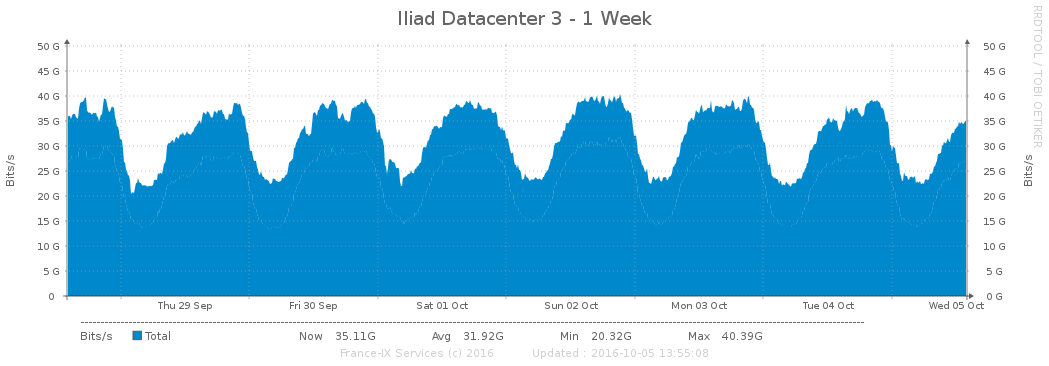 Iliad Datacenter 3 - 1 Week
RRDTOOL / TOBI OETIKER
50 G 50 G
45 G 45 G
40 G 40 G
35 G 35 G
30 G 30 G
25 G 25 G
20 G 20 G
15 G 15 G
10 G 10 G
5 G 5 G
0 0 G
Bits/s Bits/s
Thu 29 Sep Fri 30 Sep Sat 01 Oct Sun 02 Oct Mon 03 Oct Tue 04 Oct Wed 05 Oct
Bits/s Total Now 35.11G Avg 31.92G Min 20.32G Max 40.39G
France-IX Services (c) 2016 Updated : 2016-10-05 13:55:08